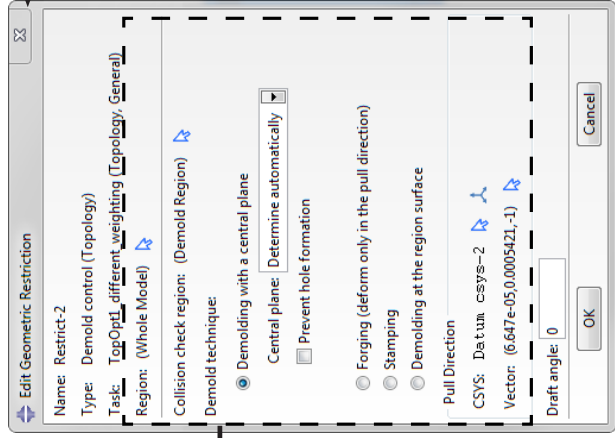 Edit Geometric Restriction
Name: Restrict-2
Type: Demold control (Topology)
Task: TopOpt1_different weighting (Topology, General)
Region: (Whole Model)
Collision check region: (Demold Region)
Demold technique:
Demolding with a central plane
Central plane: Determine automatically
Prevent hole formation
Forging (deform only in the pull direction)
Stamping
Demolding at the region surface
Pull Direction
CSYS: Datum csys-2
Vector: (6.647e-05,0.0005421,-1)
Draft angle: 0
OK Cancel